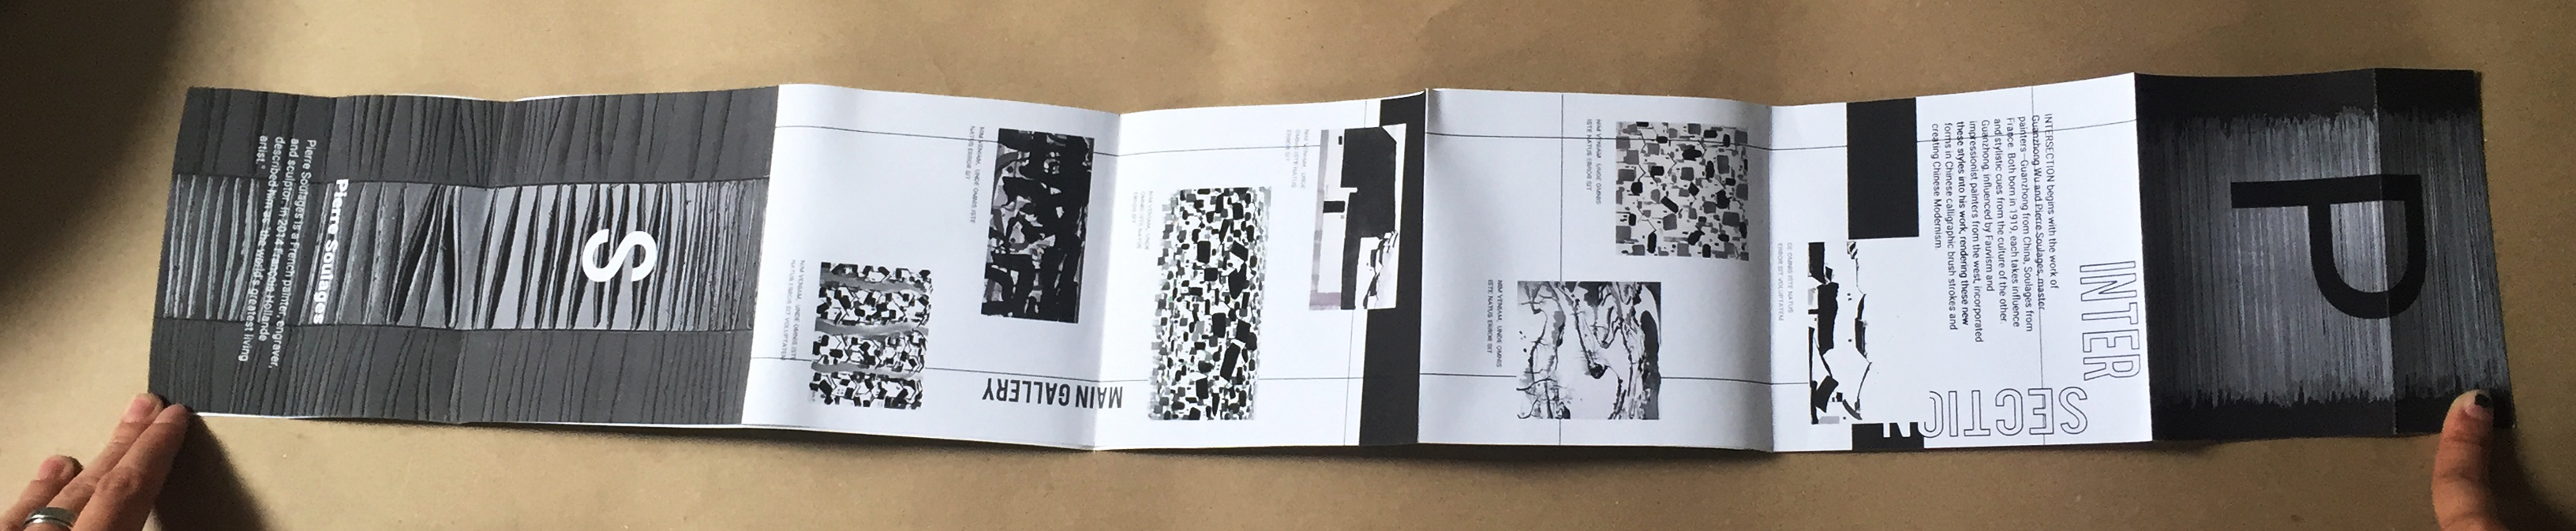 P
INTER
SECTION
INTERSECTION begins with the work of
Guanzhong Wu and Pierre Soulages, master
painters—Guanzhong from China, Soulages from
France. Both born in 1919, each takes influence
and stylistic cues from the culture of the other.
Guanzhong, influenced by Fauvism and
impressionist painters from the west, incorporated
these styles into his work, rendering these new
forms in Chinese calligraphic brush strokes and
creating Chinese Modernism.
DE OMNIS ISTE NATUS
ERROR SIT VOLUPTATEM
NIM VENIAM, UNDE OMNIS
ISTE NATUS ERROR SIT
NIM VENIAM, UNDE OMNIS
ISTE NATUS ERROR SIT
NIM VENIAM, UNDE
OMNIS ISTE NATUS
ERROR SIT
NIM VENIAM, UNDE
OMNIS ISTE NATUS
ERROR SIT
MAIN GALLERY
NIM VENIAM, UNDE OMNIS ISTE
NATUS ERROR SIT
NIM VENIAM, UNDE OMNIS ISTE
NATUS ERROR SIT VOLUPTATEM
S
Pierre Soulages
Pierre Soulages is a French painter, engraver,
and sculptor. In 2014 François Hollande
described him as "the world's greatest living
artist."